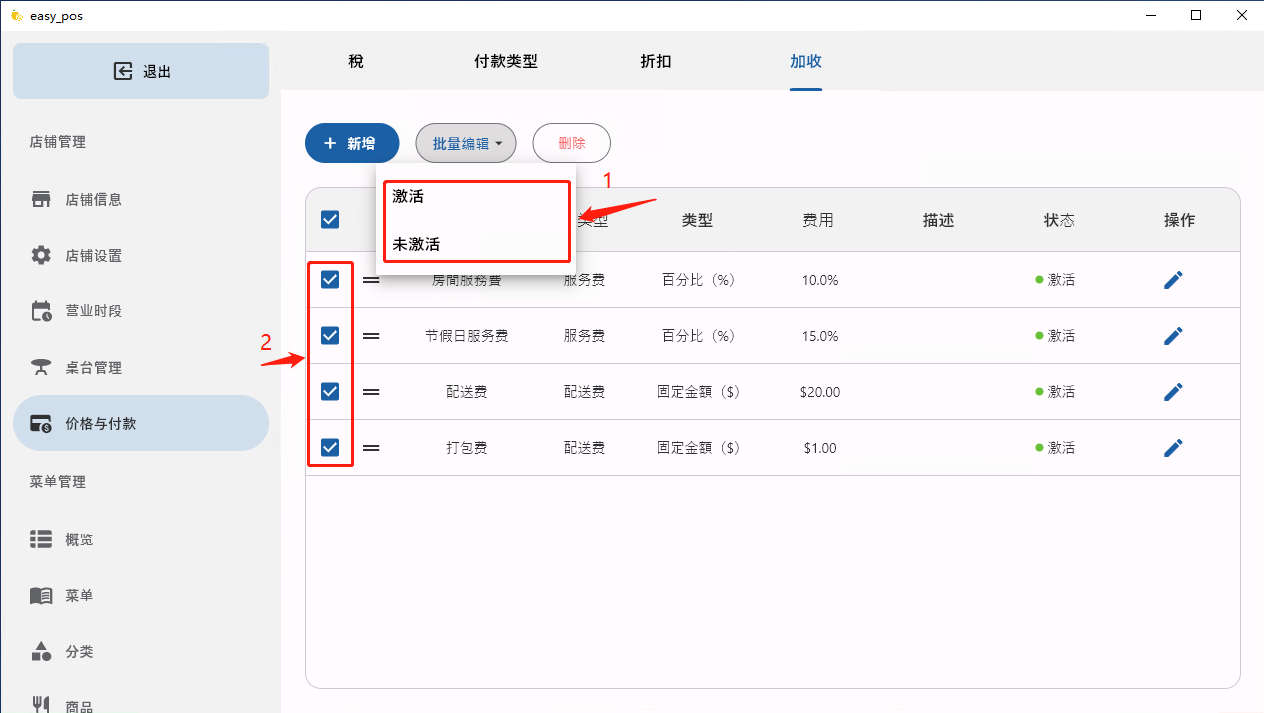 easy_pos
退出
税 付款类型 折扣 加收
店铺管理
新增 批量编辑 删除
激活
1
未激活
店铺信息
类型 类型 费用 描述 状态 操作
店铺设置
房間服務費 服务费 百分比（%） 10.0% 激活
营业时段
节假日服务费 服务费 百分比（%） 15.0% 激活
2
桌台管理
配送费 配送费 固定金額（$） $20.00 激活
价格与付款
打包费 配送费 固定金額（$） $1.00 激活
菜单管理
概览
菜单
分类
商品